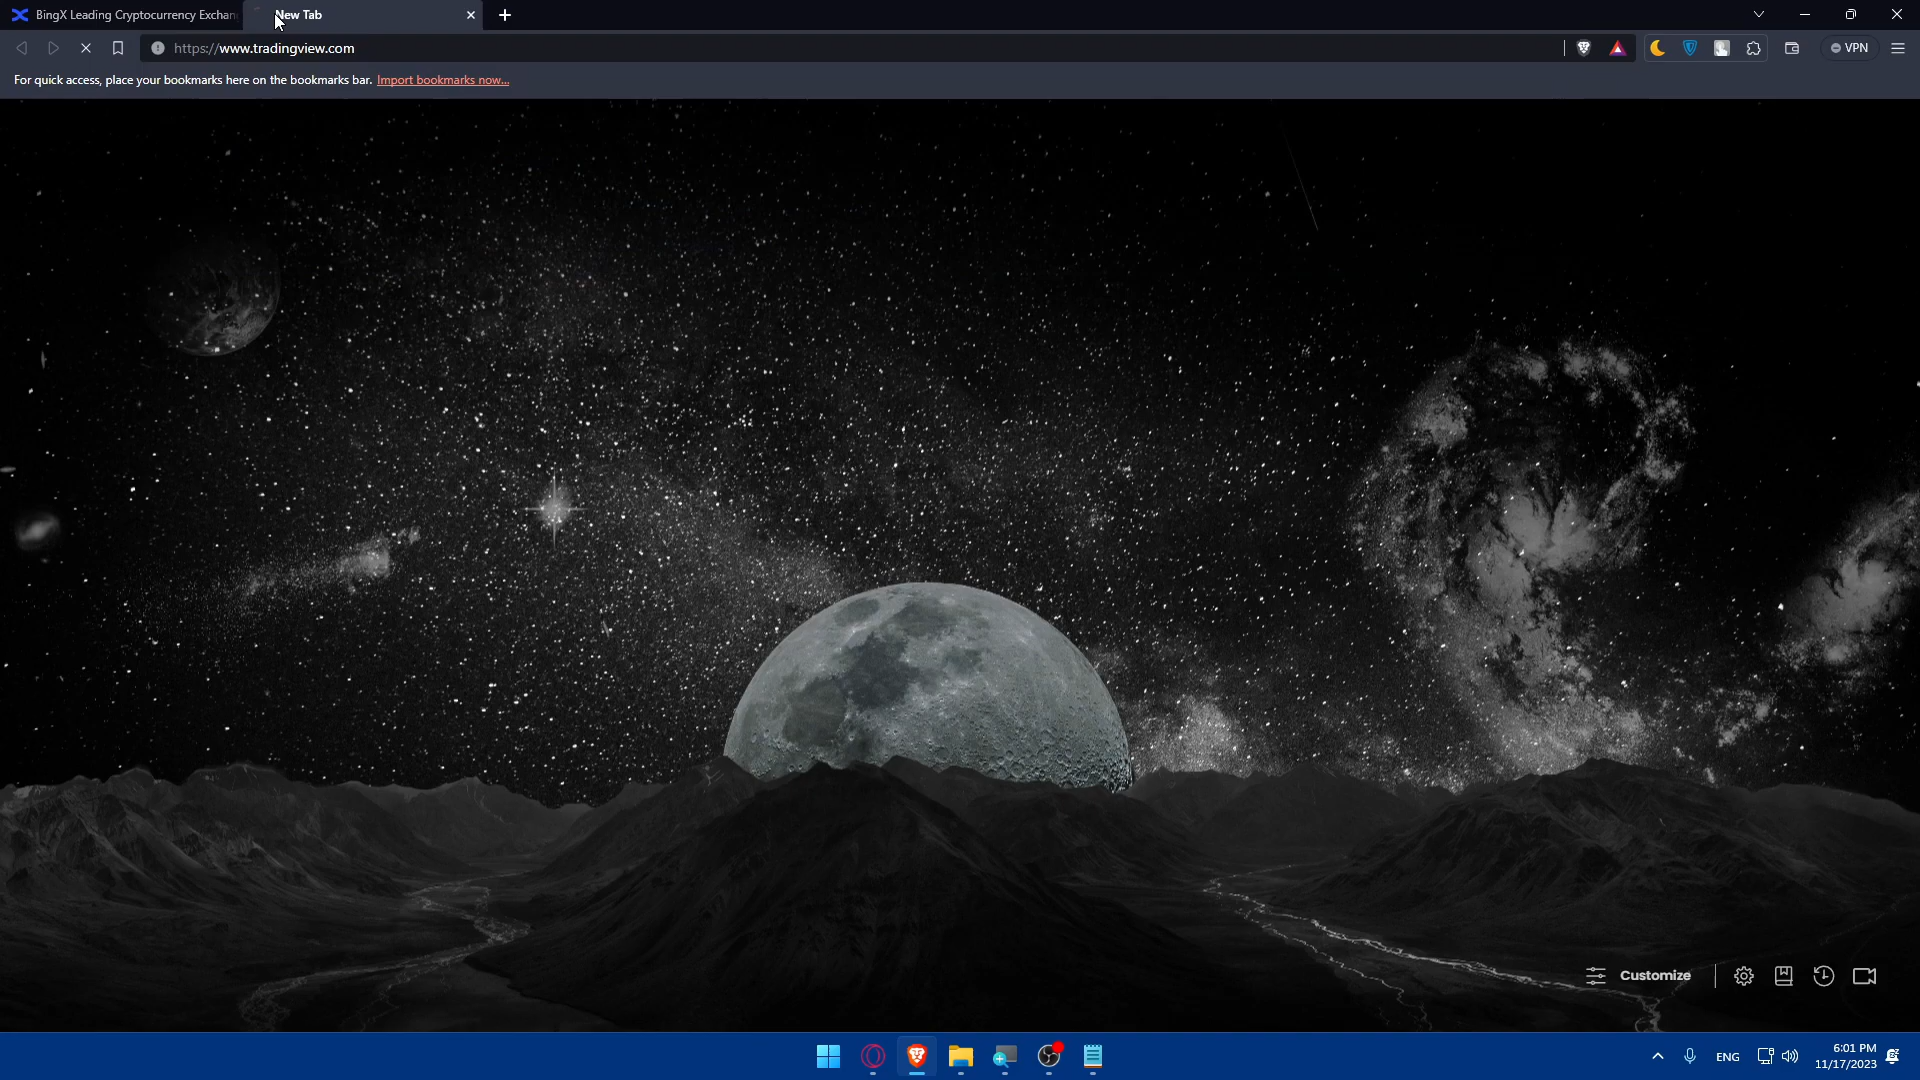 BingX Leading Cryptocurrency Exchan
New Tab
https://www.tradingview.com
VPN
For quick access, place your bookmarks here on the bookmarks bar. Import bookmarks now...
Customize
ENG
6:01 PM
11/17/2023